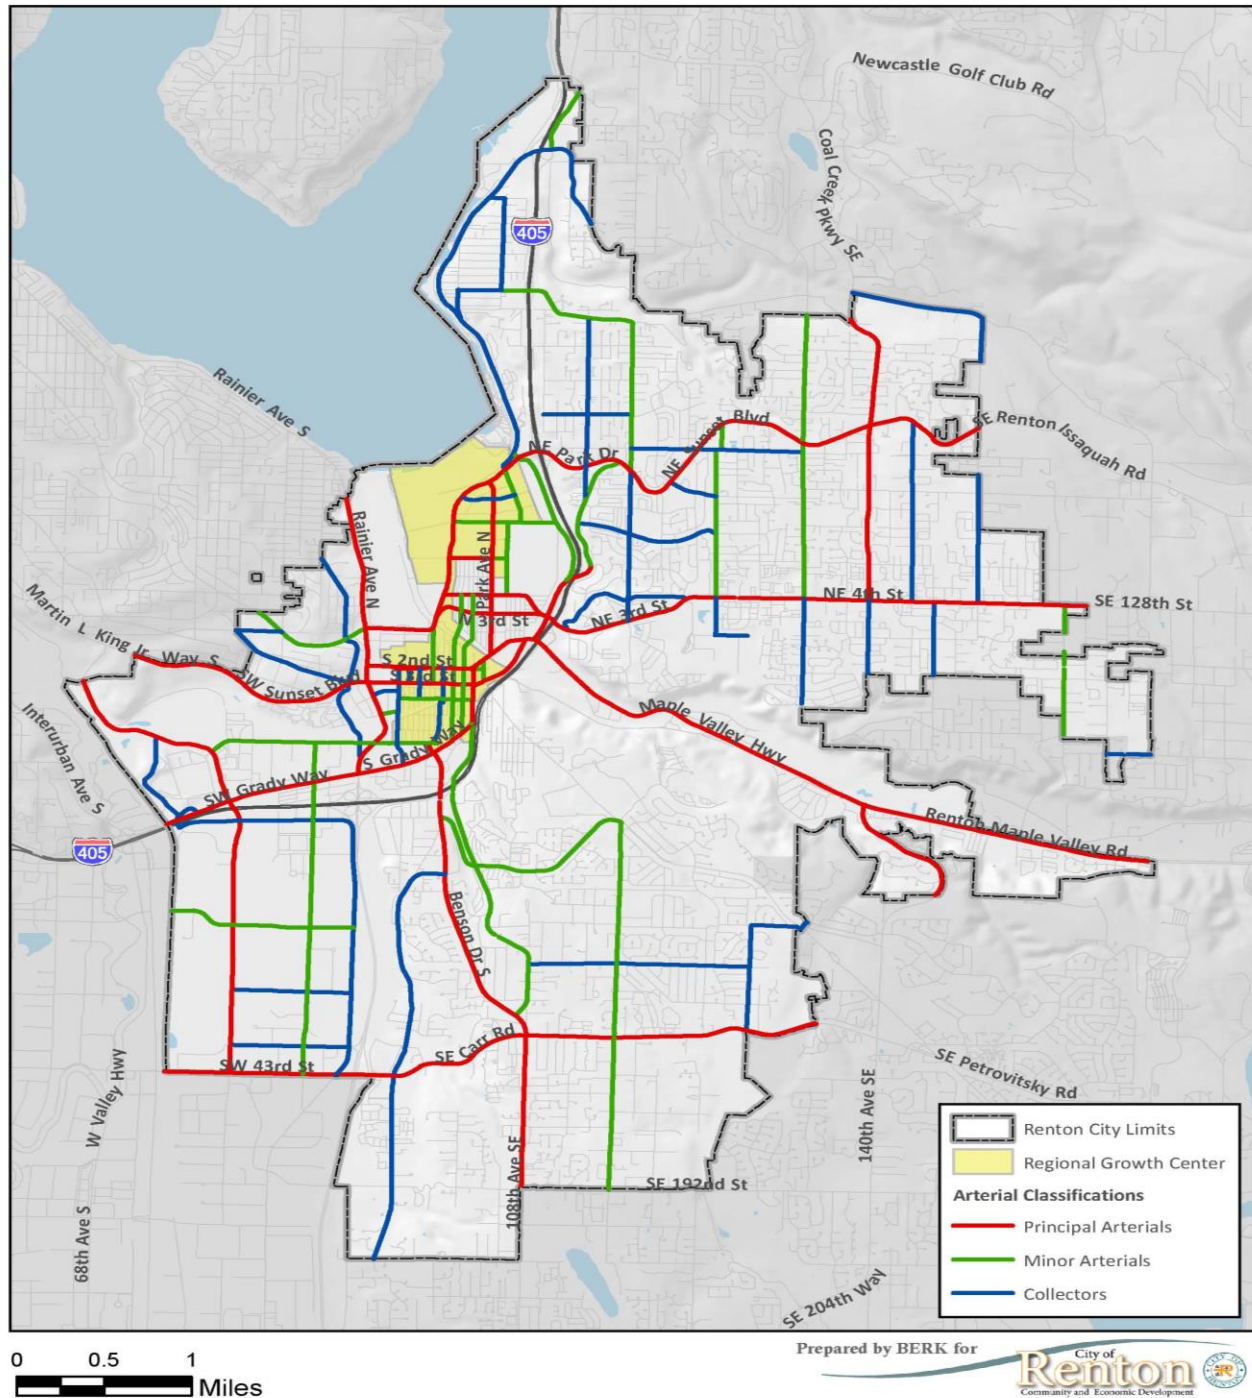 Newcastle Golf Club Rd
Coal Creek Pkwy SE
405
Rainier Ave S
NE Park Dr
NE Sunset Blvd
SE Renton Issaquah Rd
Rainier Ave N
Park Ave N
NE 4th St
SE 128th St
NE 3rd St
N 3rd St
Martin L King Jr. Way S
SW Sunset Blvd
S 2nd St
S 3rd St
Maple Valley Hwy
Interurban Ave S
S Grady Way
SW Grady Way
Renton Maple Valley Rd
405
Benson Dr S
SE Carr Rd
SW 43rd St
SE Petrovitsky Rd
W Valley Hwy
140th Ave SE
108th Ave SE
SE 192nd St
68th Ave S
SE 204th Way
Renton City Limits
Regional Growth Center
Arterial Classifications
Principal Arterials
Minor Arterials
Collectors
0 0.5 1
Miles
Prepared by BERK for
City of
Renton
Community and Economic Development